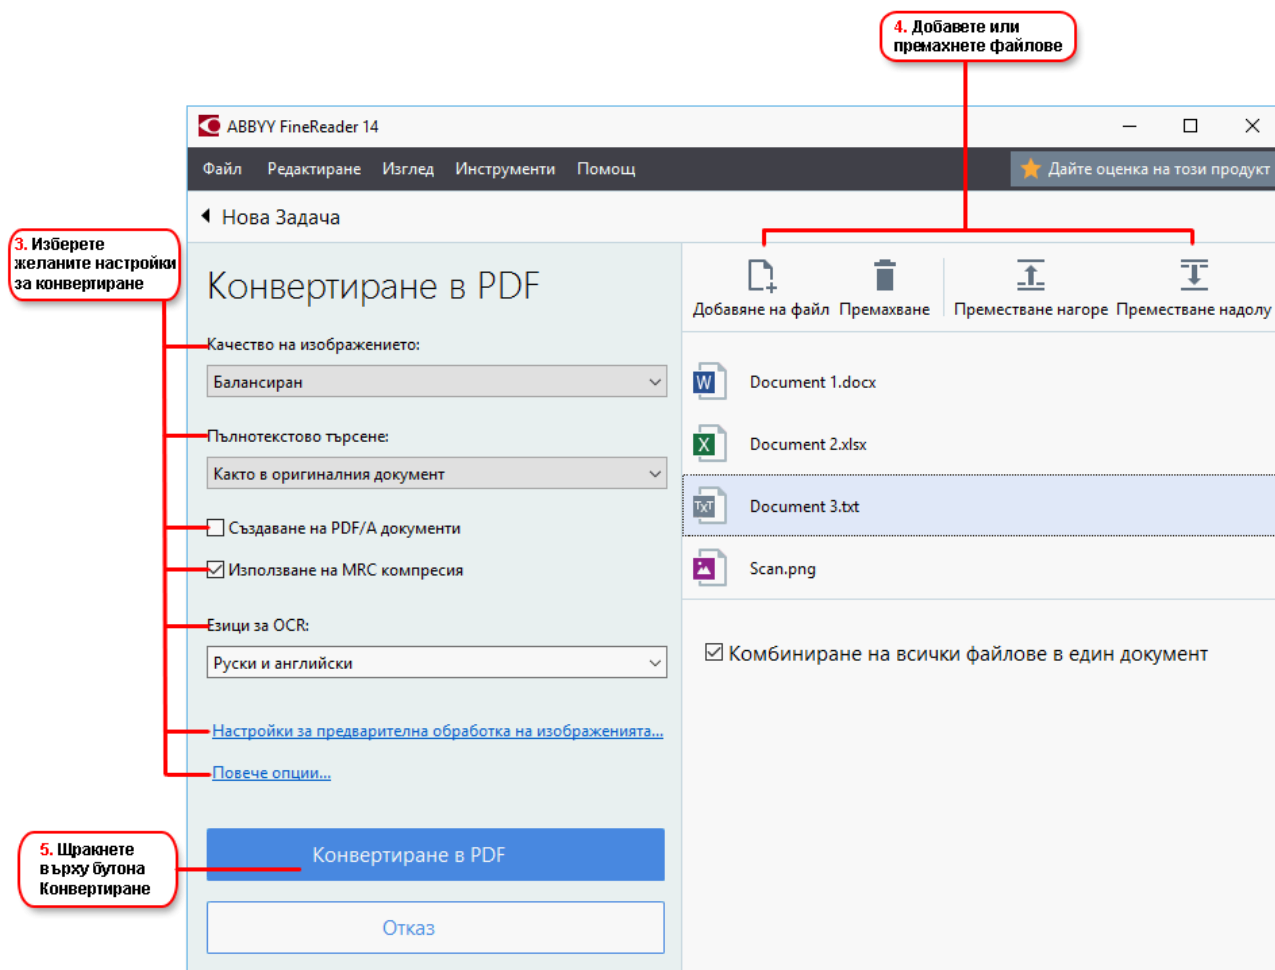 4. Добавете или
премахнете файлове
ABBYY FineReader 14
Файл Редактиране Изглед Инструменти Помощ
Дайте оценка на този продукт
Нова Задача
3. Изберете
желаните настройки
за конвертиране
Конвертиране в PDF
Добавяне на файл Премахване Преместване нагоре Преместване надолу
Качество на изображението:
Балансиран
Document 1.docx
Пълнотекстово търсене:
Document 2.xlsx
Както в оригиналния документ
Document 3.txt
Създаване на PDF/A документи
Използване на MRC компресия
Scan.png
Езици за OCR:
Руски и английски
Комбиниране на всички файлове в един документ
Настройки за предварителна обработка на изображенията...
Повече опции...
5. Щракнете
върху бутона
Конвертиране
Конвертиране в PDF
Отказ